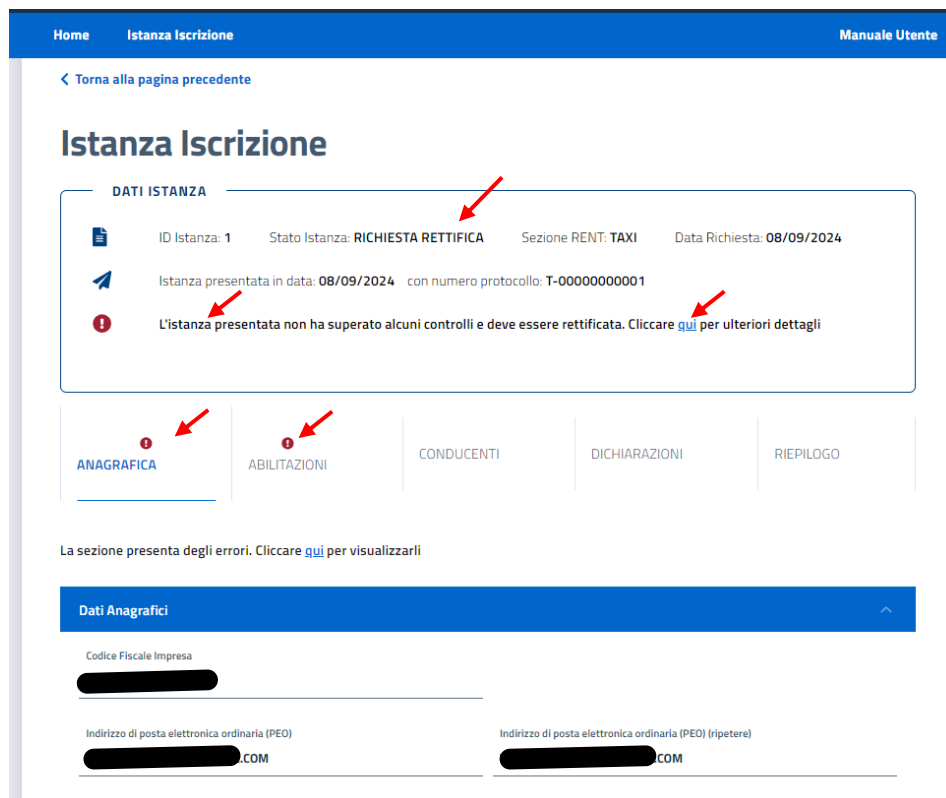 Home Istanza Iscrizione Manuale Utente
Torna alla pagina precedente
Istanza Iscrizione
DATI ISTANZA
ID Istanza: 1 Stato Istanza: RICHIESTA RETTIFICA Sezione RENT: TAXI Data Richiesta: 08/09/2024
Istanza presentata in data: 08/09/2024 con numero protocollo: T-00000000001
L'istanza presentata non ha superato alcuni controlli e deve essere rettificata. Cliccare qui per ulteriori dettagli
ANAGRAFICA ABILITAZIONI CONDUCENTI DICHIARAZIONI RIEPILOGO
La sezione presenta degli errori. Cliccare qui per visualizzarli
Dati Anagrafici
Codice Fiscale Impresa
Indirizzo di posta elettronica ordinaria (PEO) Indirizzo di posta elettronica ordinaria (PEO) (ripetere)
.COM .COM